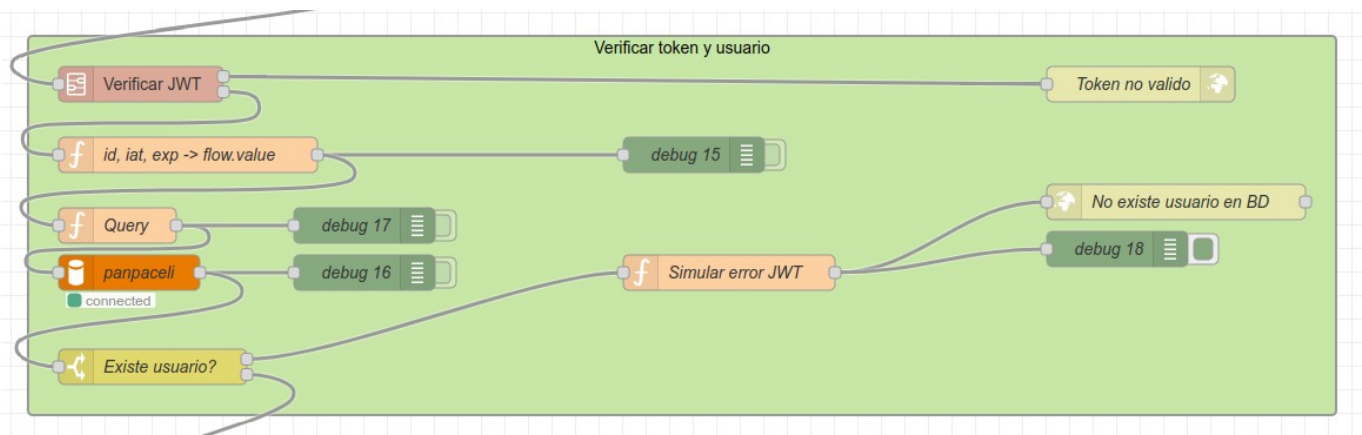 Verificar token y usuario
Verificar JWT
Token no valido
id, iat, exp -> flow.value
debug 15
Query
debug 17
No existe usuario en BD
debug 18
panpaceli
debug 16
Simular error JWT
connected
Existe usuario?